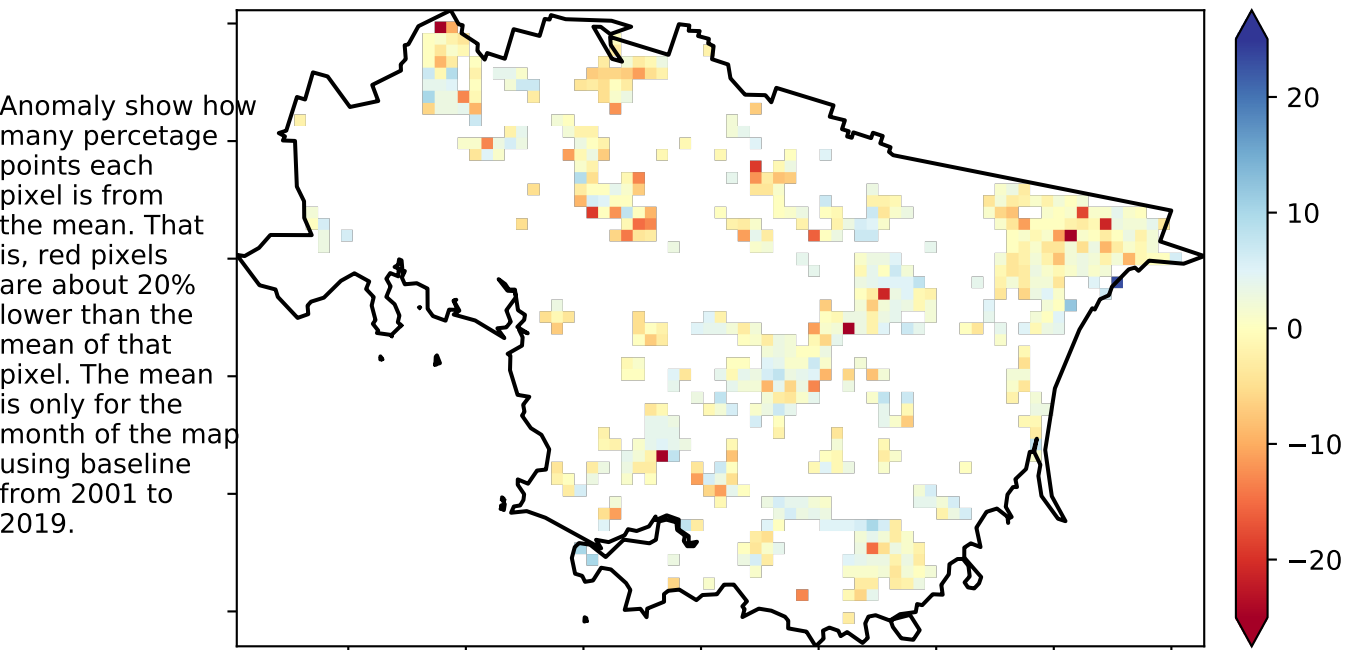 Anomaly show how
many percetage
points each
pixel is from
the mean. That
is, red pixels
are about 20%
lower than the
mean of that
pixel. The mean
is only for the
month of the map
using baseline
from 2001 to
2019.
20
10
0
−10
−20